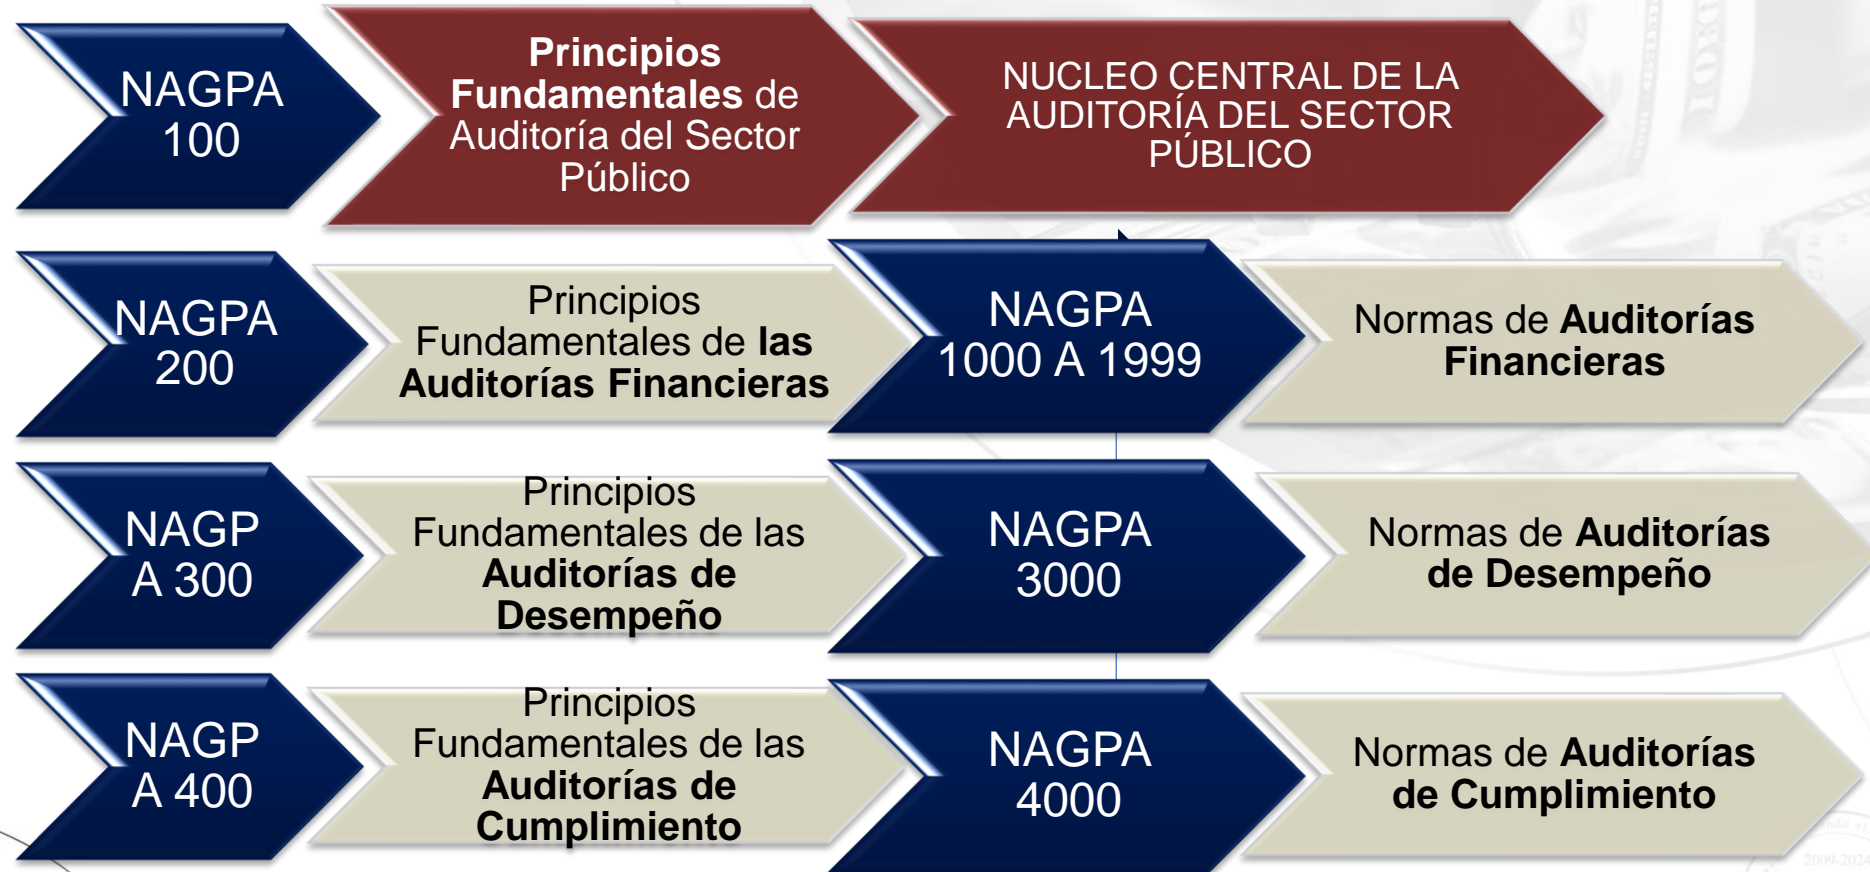 NAGPA
100
Principios
Fundamentales de
Auditoría del Sector
Público
NUCLEO CENTRAL DE LA
AUDITORÍA DEL SECTOR
PÚBLICO
NAGPA
200
Principios
Fundamentales de las
Auditorías Financieras
NAGPA
1000 A 1999
Normas de Auditorías
Financieras
NAGP
A 300
Principios
Fundamentales de las
Auditorías de
Desempeño
NAGPA
3000
Normas de Auditorías
de Desempeño
NAGP
A 400
Principios
Fundamentales de las
Auditorías de
Cumplimiento
NAGPA
4000
Normas de Auditorías
de Cumplimiento
2009-2024